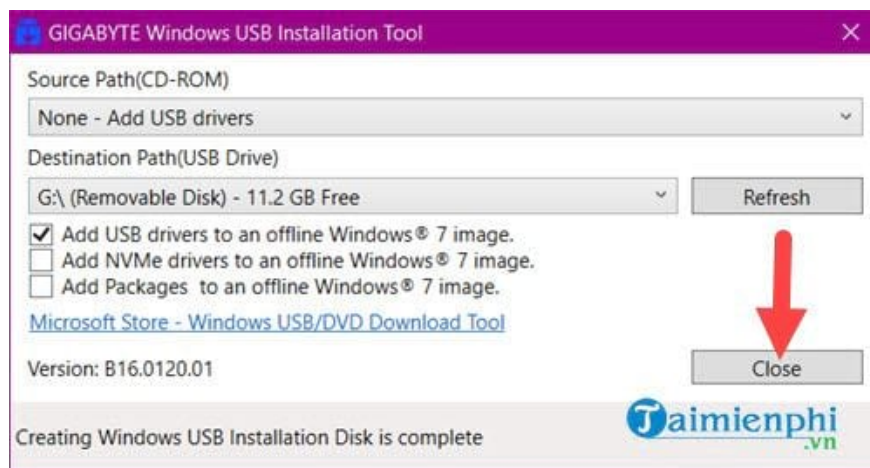 GIGABYTE Windows USB Installation Tool
Source Path(CD-ROM)
None - Add USB drivers
Destination Path(USB Drive)
G:\ (Removable Disk) - 11.2 GB Free
Refresh
Add USB drivers to an offline Windows® 7 image.
Add NVMe drivers to an offline Windows® 7 image.
Add Packages to an offline Windows® 7 image.
Microsoft Store - Windows USB/DVD Download Tool
Version: B16.0120.01
Close
Creating Windows USB Installation Disk is complete
Taimienphi
.vn